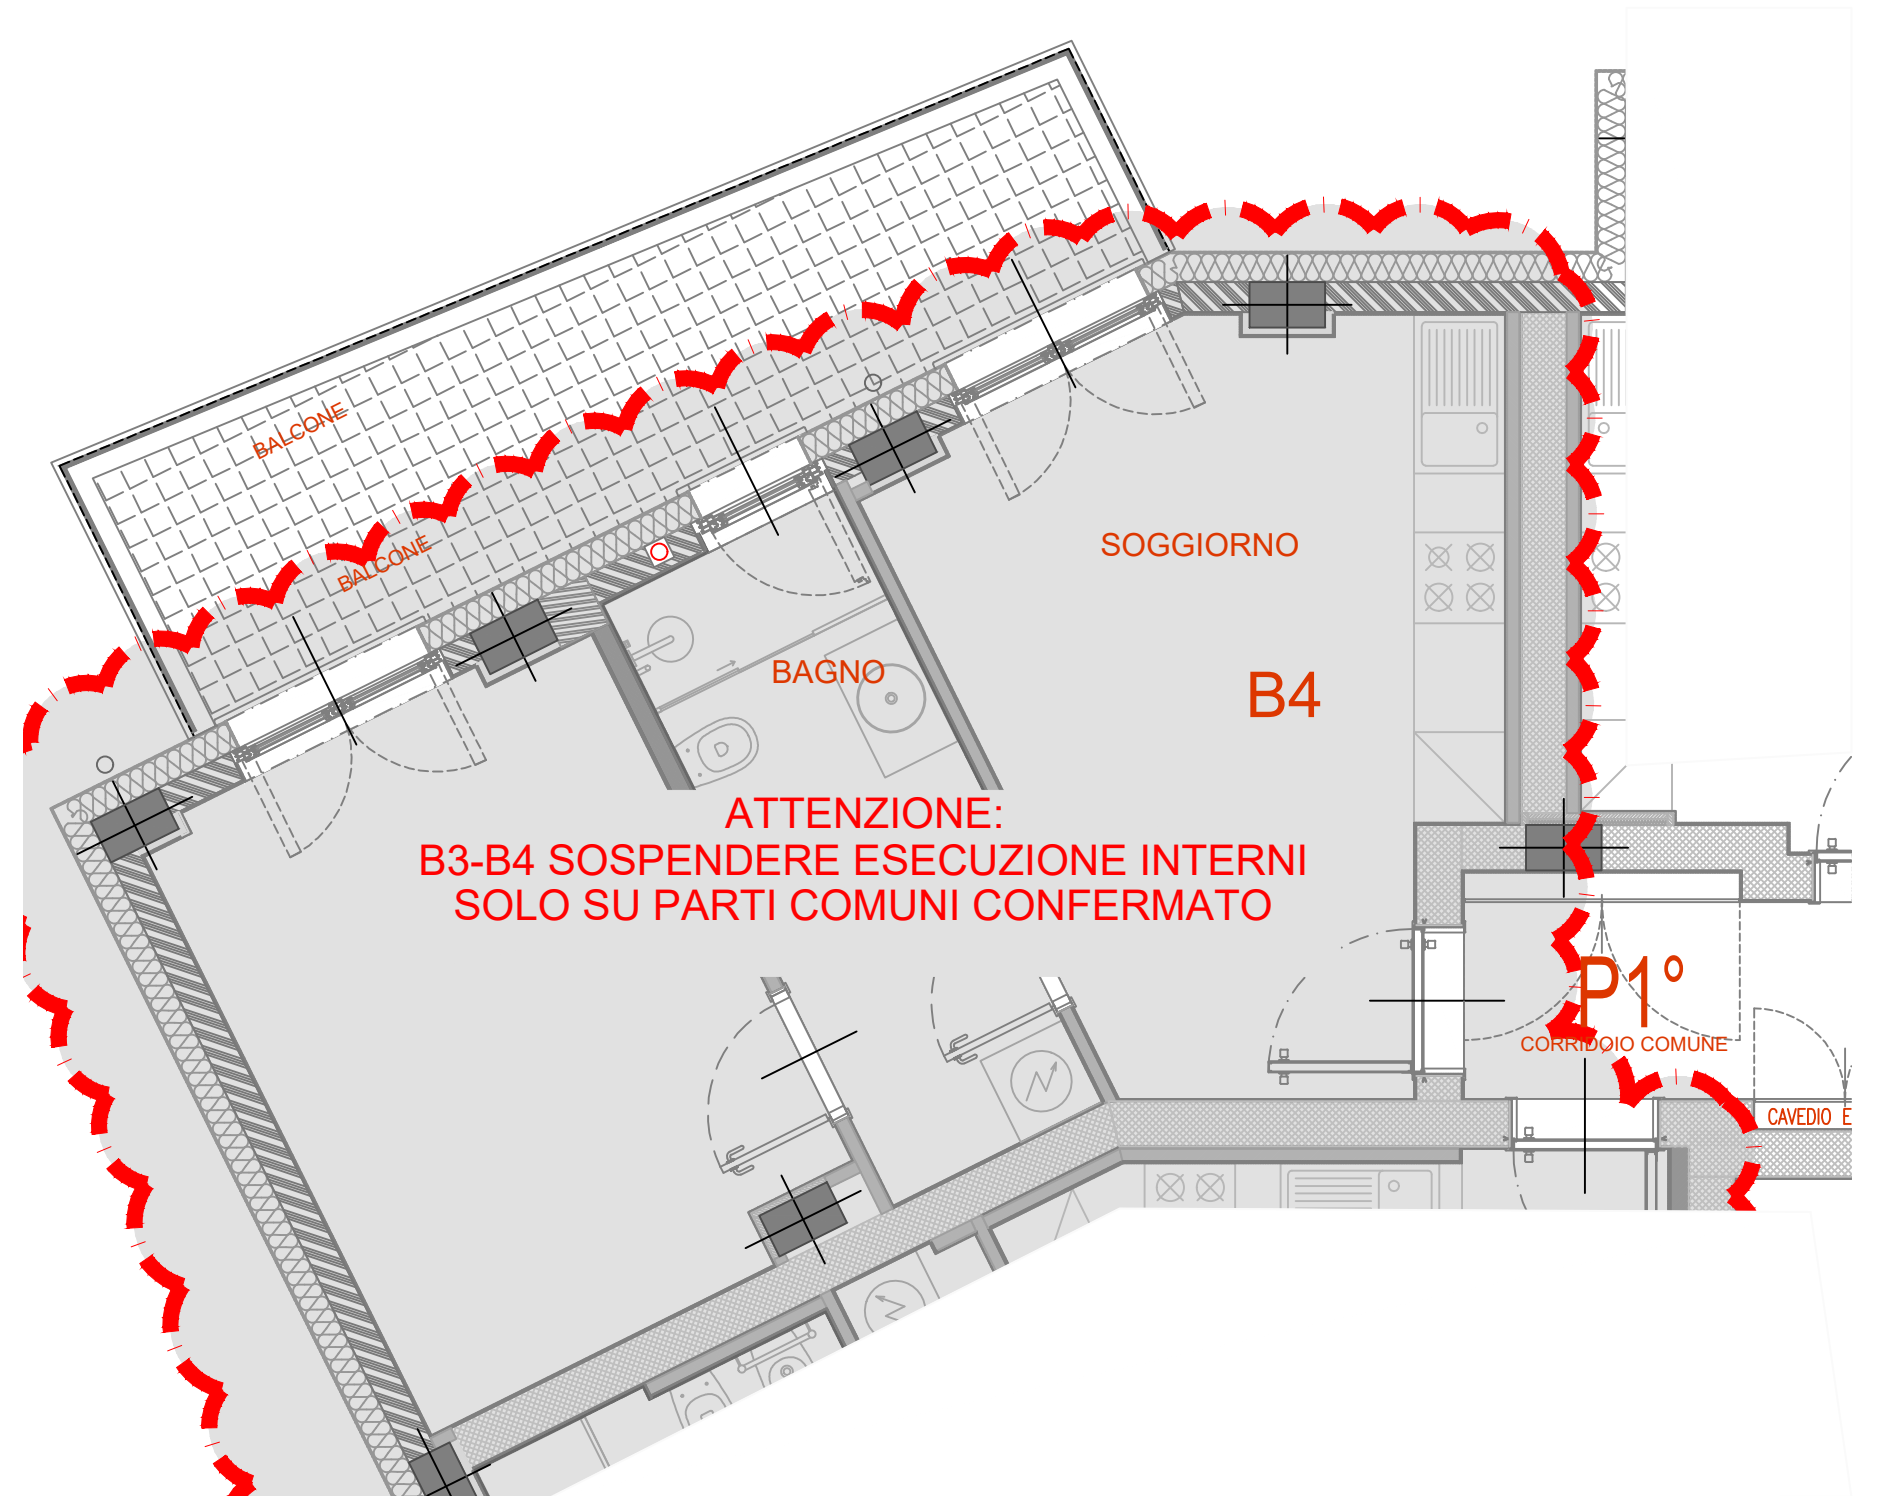 BALCONE
BALCONE
SOGGIORNO
BAGNO
B4
ATTENZIONE:
B3-B4 SOSPENDERE ESECUZIONE INTERNI
SOLO SU PARTI COMUNI CONFERMATO
P1°
CORRIDOIO COMUNE
CAVEDIO E